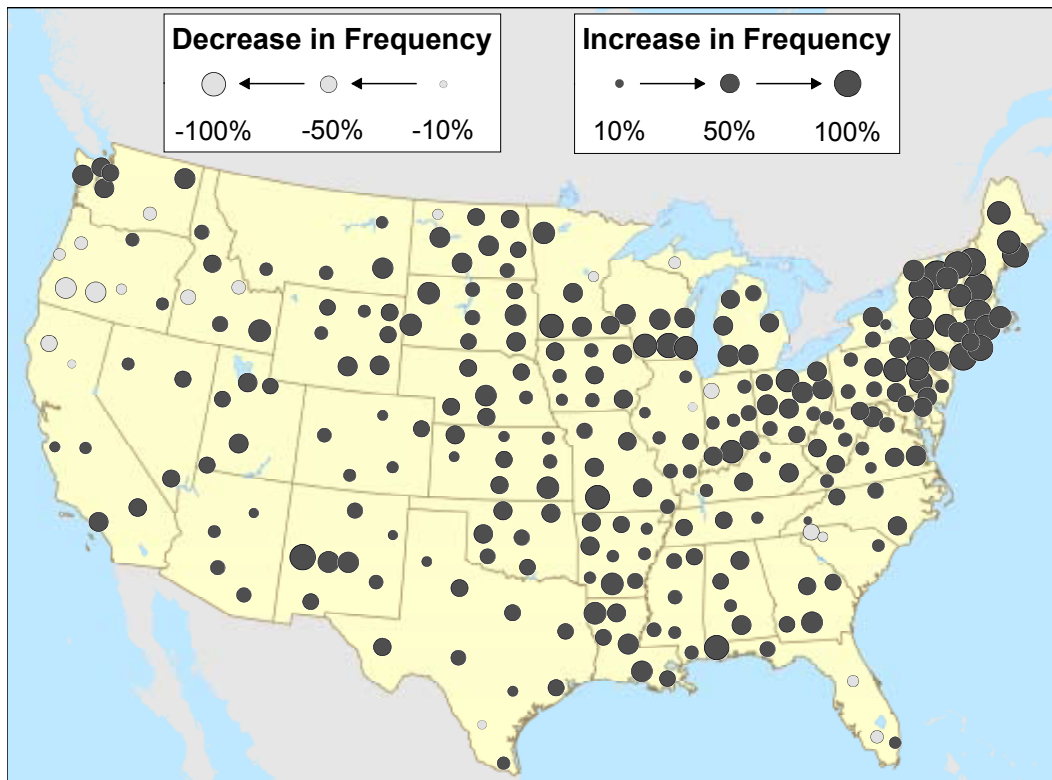 Decrease in Frequency
-100% -50% -10%
Increase in Frequency
10% 50% 100%